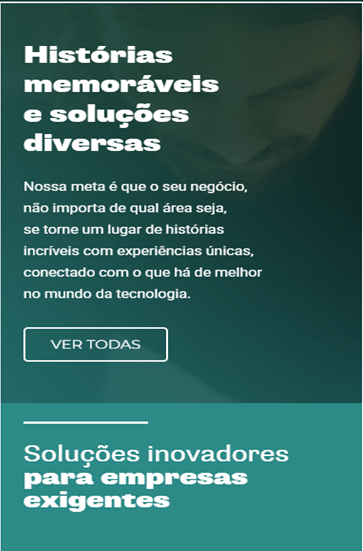 Histórias
memoráveis
e soluções
diversas
Nossa meta é que o seu negócio,
não importa de qual área seja,
se torne um lugar de histórias
incríveis com experiências únicas,
conectado com o que há de melhor
no mundo da tecnologia.
VER TODAS
Soluções inovadores
para empresas
exigentes